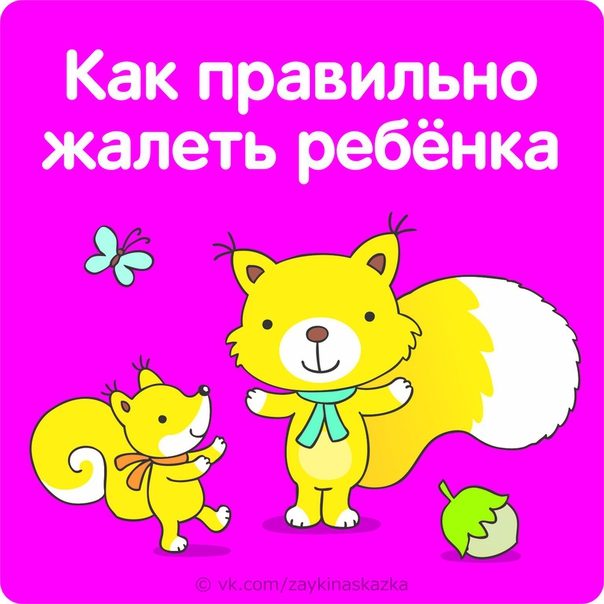 Как правильно
жалеть ребёнка
© vk.com/zaykinaskazka